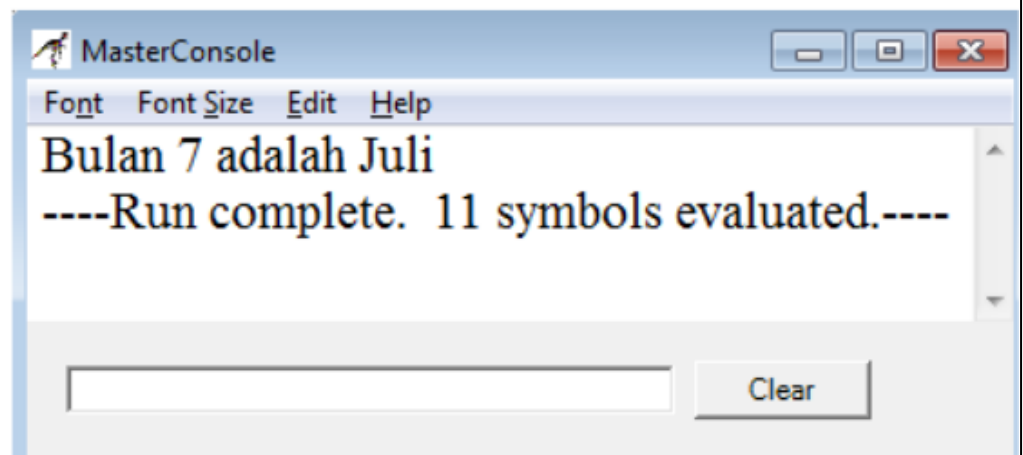 MasterConsole
Font Font Size Edit Help
Bulan 7 adalah Juli
----Run complete.  11 symbols evaluated.----
Clear